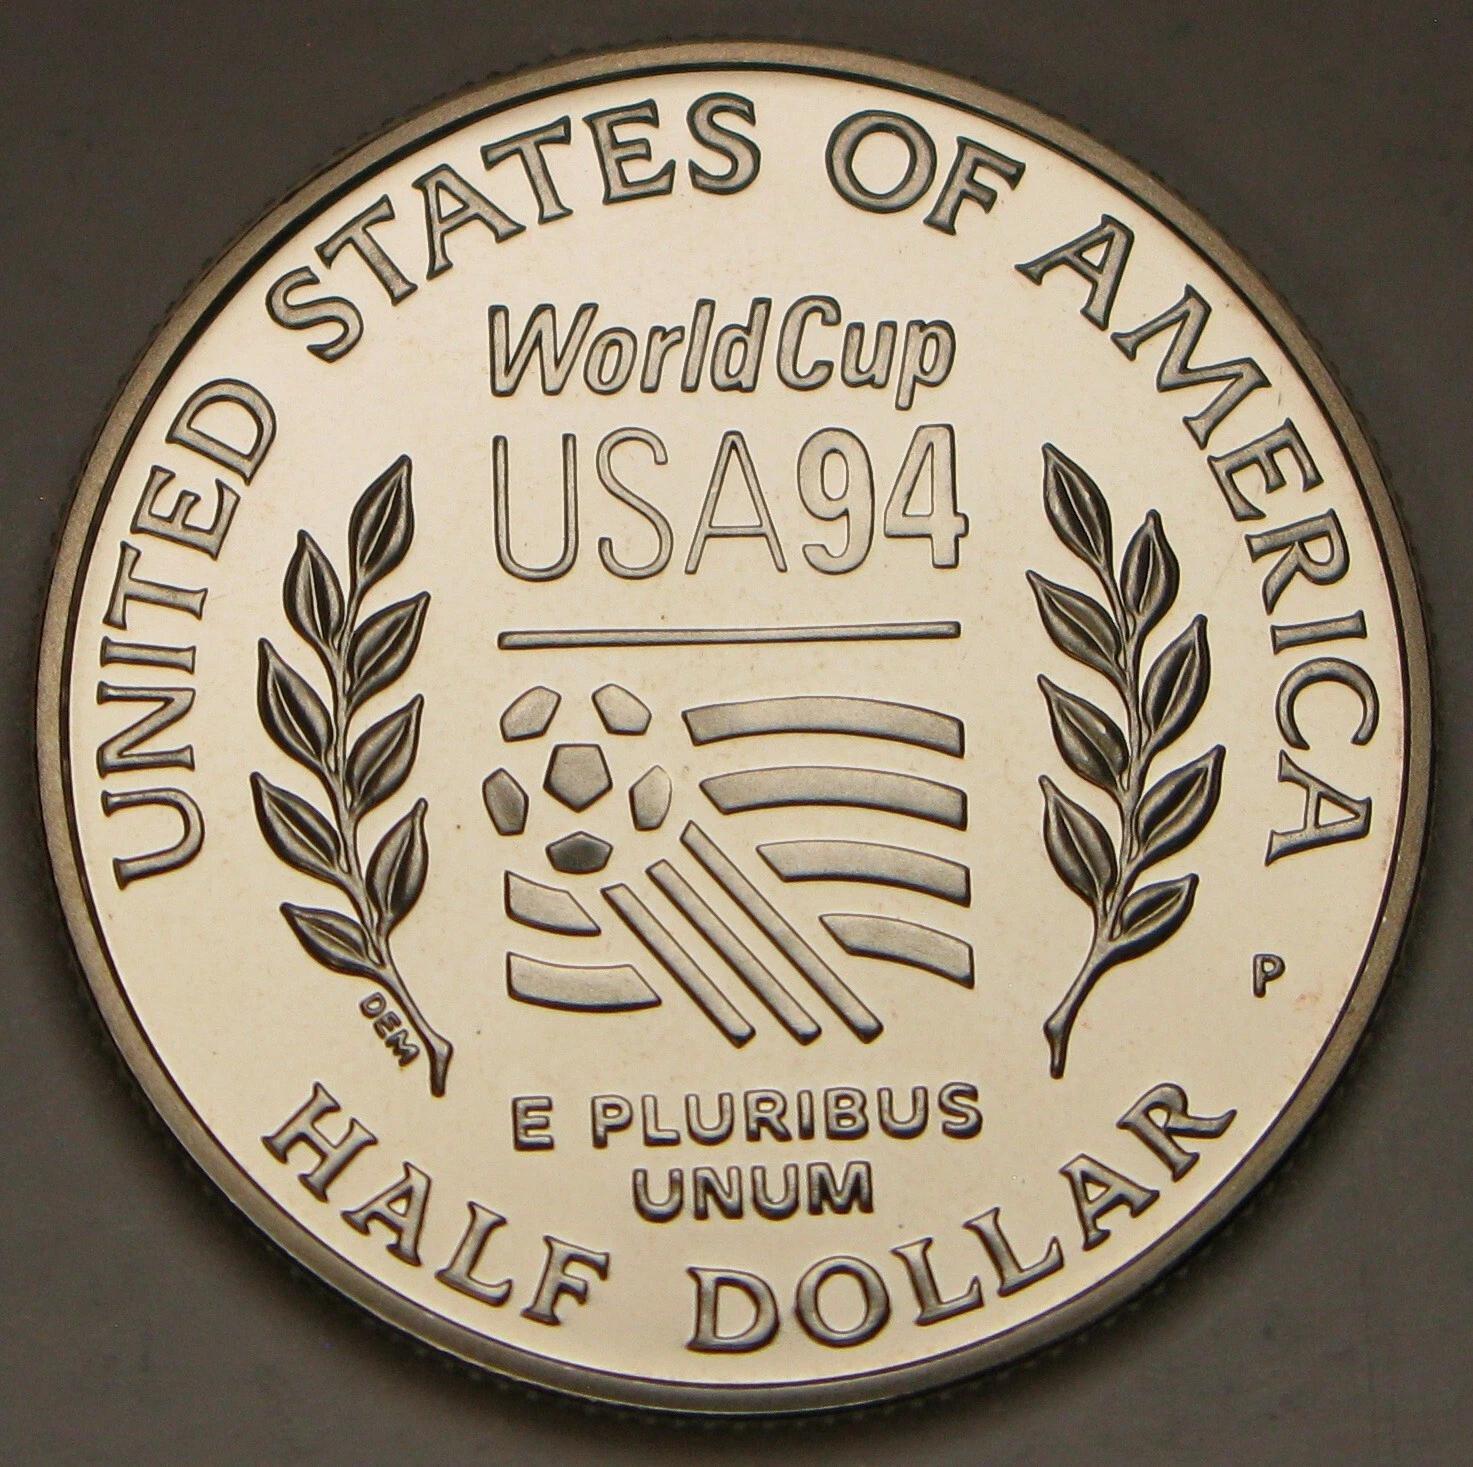 UNITED STATES OF AMERICA
WorldCup
USA94
P
DEM
E PLURIBUS
UNUM
HALF DOLLAR